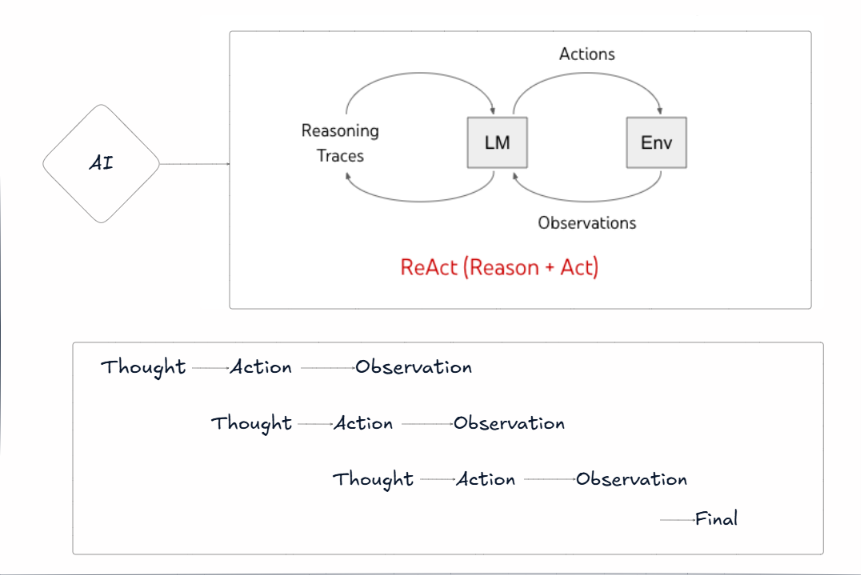 Actions
AI
Reasoning
Traces
LM
Env
Observations
ReAct (Reason + Act)
Thought Action Observation
Thought Action Observation
Thought Action Observation
Final